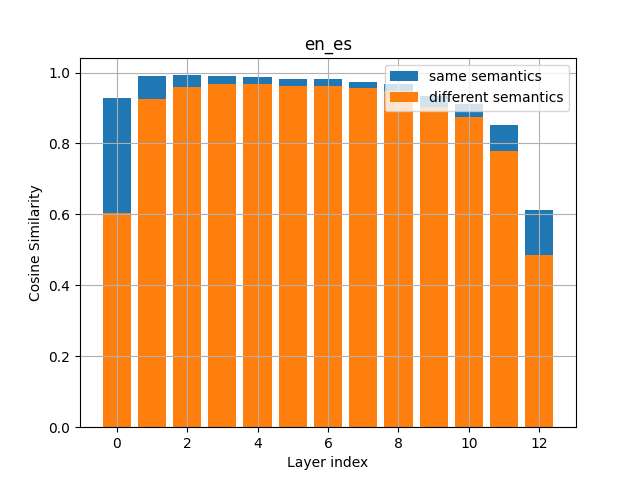 en_es
same semantics
different semantics
1.0
0.8
0.6
0.4
0.2
0.0
Cosine Similarity
0 2 4 6 8 10 12
Layer index